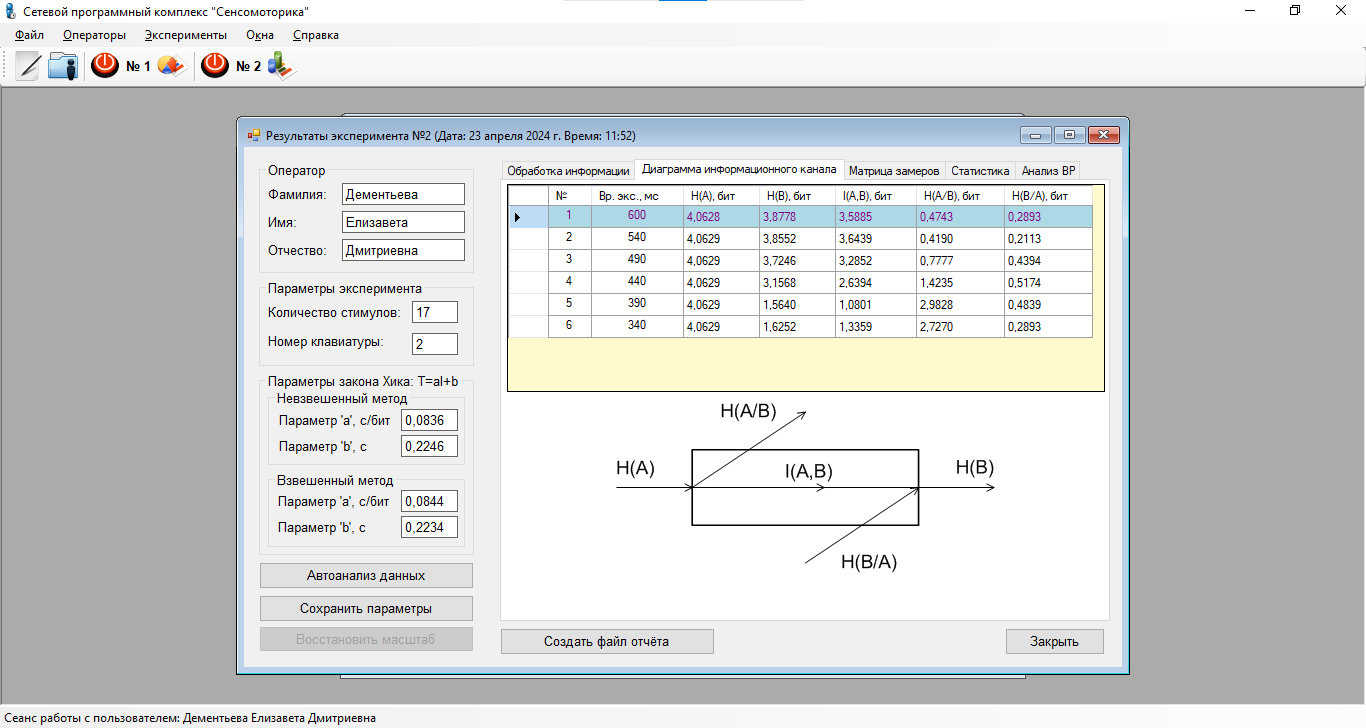 Сетевой программный комплекс "Сенсомоторика"
Файл Операторы Эксперименты Окна Справка
№ 1 № 2
Результаты эксперимента №2 (Дата: 23 апреля 2024 г. Время: 11:52)
Оператор
Фамилия: Дементьева
Имя: Елизавета
Отчество: Дмитриевна
Параметры эксперимента
Количество стимулов: 17
Номер клавиатуры: 2
Параметры закона Хика: T=aI+b
Невзвешенный метод
Параметр 'a', с/бит 0,0836
Параметр 'b', с 0,2246
Взвешенный метод
Параметр 'a', с/бит 0,0844
Параметр 'b', с 0,2234
Автоанализ данных
Сохранить параметры
Восстановить масштаб
Обработка информации Диаграмма информационного канала Матрица замеров Статистика Анализ ВР
№ Вр. экс., мс H(A), бит H(B), бит I(A,B), бит H(A/B), бит H(B/A), бит
1 600 4,0628 3,8778 3,5885 0,4743 0,2893
2 540 4,0629 3,8552 3,6439 0,4190 0,2113
3 490 4,0629 3,7246 3,2852 0,7777 0,4394
4 440 4,0629 3,1568 2,6394 1,4235 0,5174
5 390 4,0629 1,5640 1,0801 2,9828 0,4839
6 340 4,0629 1,6252 1,3359 2,7270 0,2893
H(A/B)
H(A) I(A,B) H(B)
H(B/A)
Создать файл отчёта Закрыть
Сеанс работы с пользователем: Дементьева Елизавета Дмитриевна